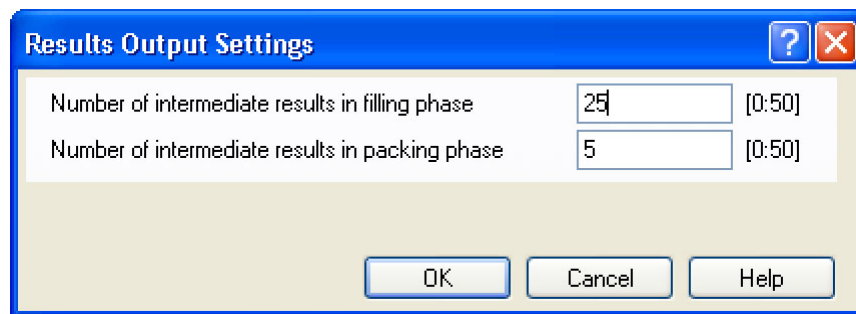 Results Output Settings
?
Number of intermediate results in filling phase 25 [0:50]
Number of intermediate results in packing phase 5 [0:50]
OK Cancel Help